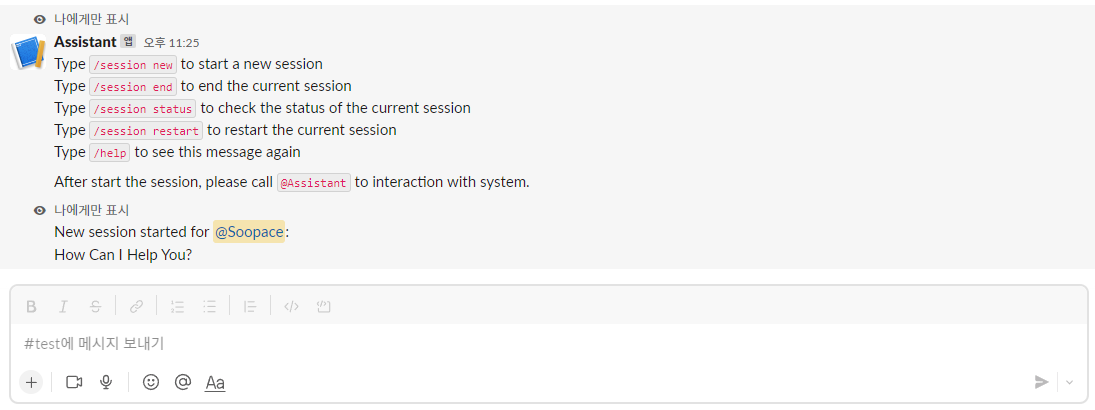 나에게만 표시
Assistant 앱 오후 11:25
Type /session new to start a new session
Type /session end to end the current session
Type /session status to check the status of the current session
Type /session restart to restart the current session
Type /help to see this message again
After start the session, please call @Assistant to interaction with system.
나에게만 표시
New session started for @Soopace:
How Can I Help You?
B I S
#test에 메시지 보내기
Aa